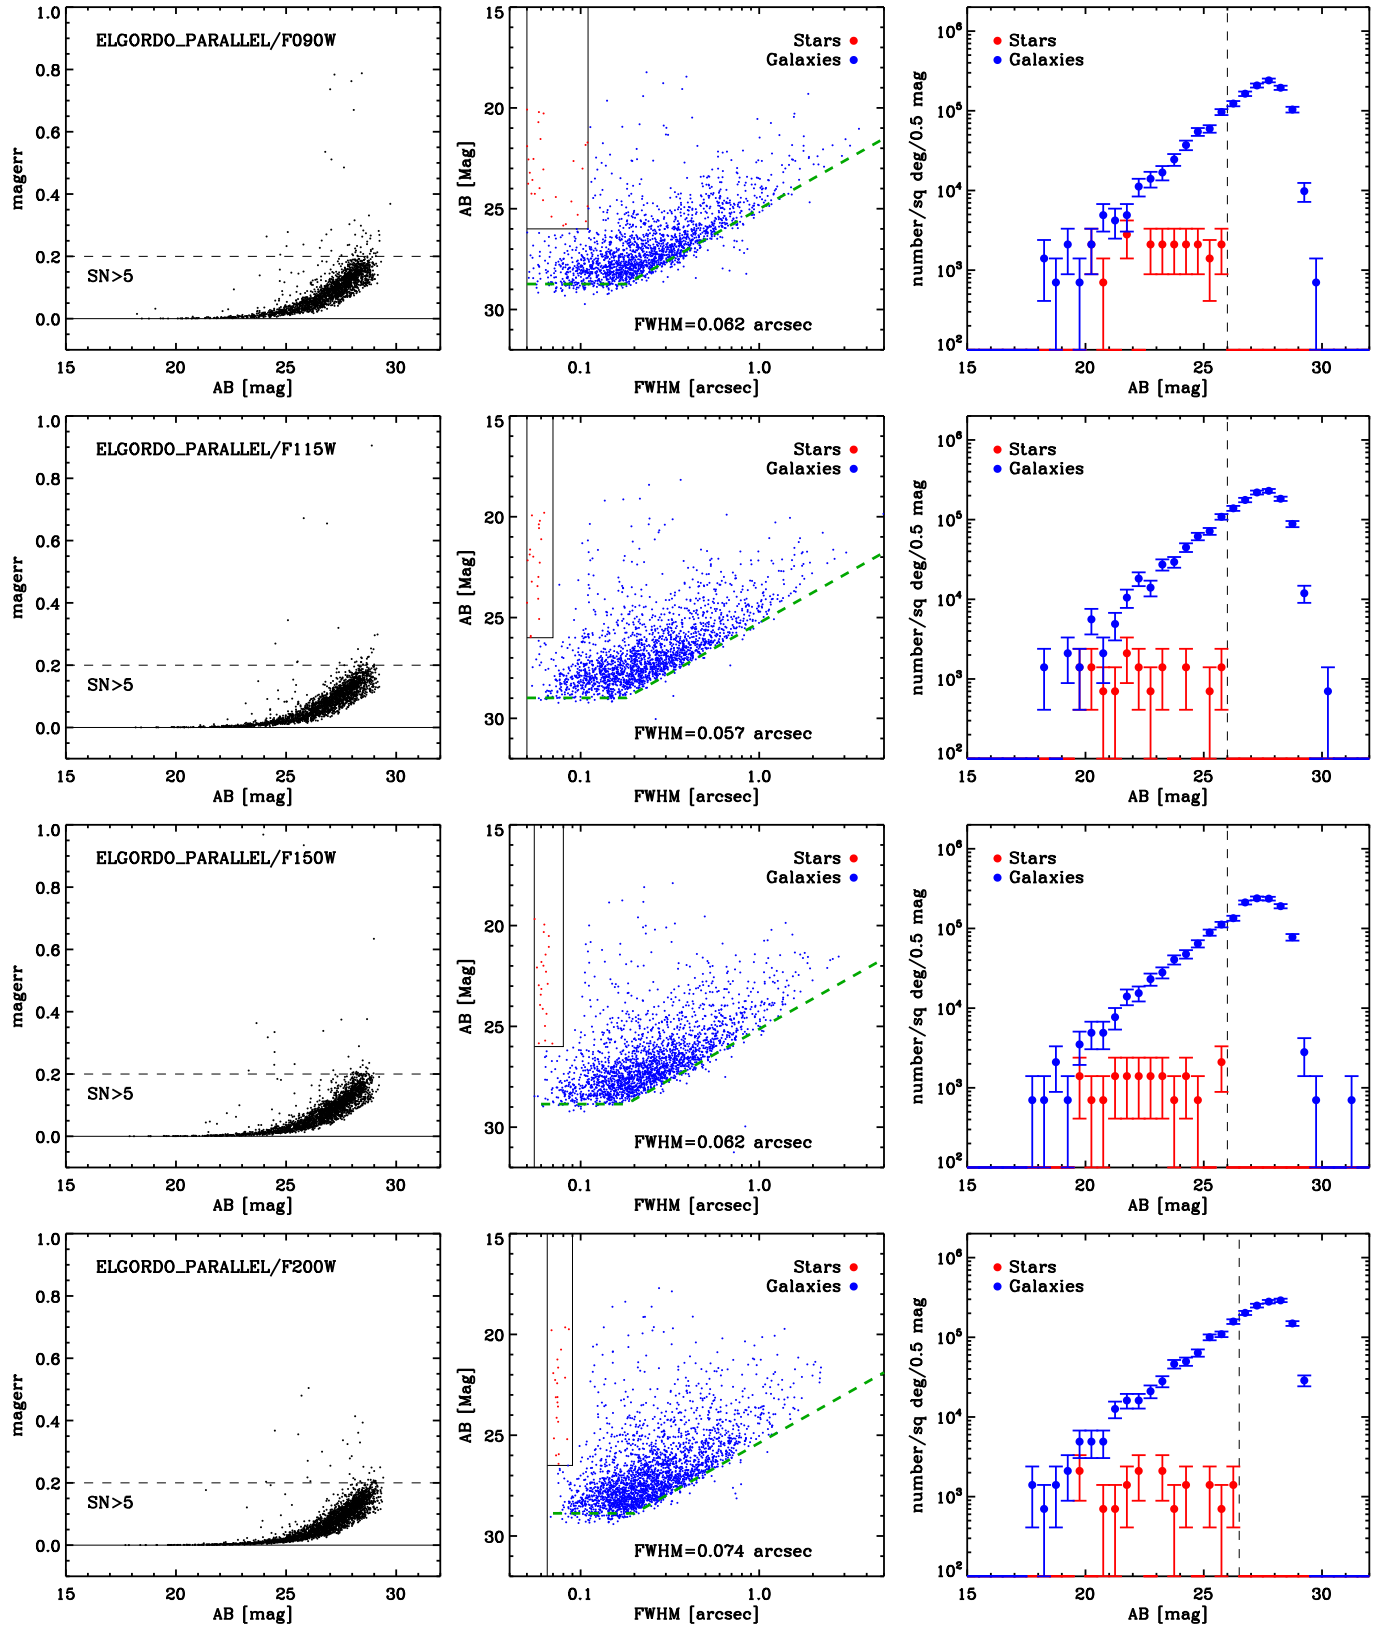 ELGORDO_PARALLEL/F090W
SN>5
magerr
1.0
0.8
0.6
0.4
0.2
0.0
15 20 25 30
AB [mag]
Stars
Galaxies
FWHM=0.062 arcsec
AB [Mag]
15
20
25
30
0.1 1.0
FWHM [arcsec]
Stars
Galaxies
number/sq deg/0.5 mag
10^6
10^5
10^4
10^3
10^2
15 20 25 30
AB [mag]
ELGORDO_PARALLEL/F115W
SN>5
magerr
1.0
0.8
0.6
0.4
0.2
0.0
15 20 25 30
AB [mag]
Stars
Galaxies
FWHM=0.057 arcsec
AB [Mag]
15
20
25
30
0.1 1.0
FWHM [arcsec]
Stars
Galaxies
number/sq deg/0.5 mag
10^6
10^5
10^4
10^3
10^2
15 20 25 30
AB [mag]
ELGORDO_PARALLEL/F150W
SN>5
magerr
1.0
0.8
0.6
0.4
0.2
0.0
15 20 25 30
AB [mag]
Stars
Galaxies
FWHM=0.062 arcsec
AB [Mag]
15
20
25
30
0.1 1.0
FWHM [arcsec]
Stars
Galaxies
number/sq deg/0.5 mag
10^6
10^5
10^4
10^3
10^2
15 20 25 30
AB [mag]
ELGORDO_PARALLEL/F200W
SN>5
magerr
1.0
0.8
0.6
0.4
0.2
0.0
15 20 25 30
AB [mag]
Stars
Galaxies
FWHM=0.074 arcsec
AB [Mag]
15
20
25
30
0.1 1.0
FWHM [arcsec]
Stars
Galaxies
number/sq deg/0.5 mag
10^6
10^5
10^4
10^3
10^2
15 20 25 30
AB [mag]